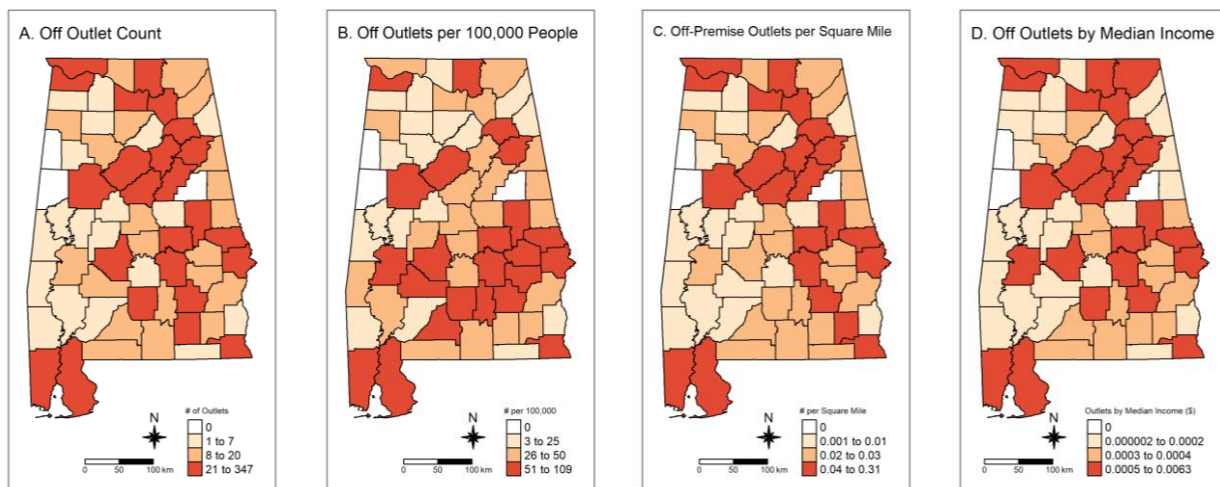 A. Off Outlet Count
N
# of Outlets
0
1 to 7
8 to 20
21 to 347
0 50 100 km
B. Off Outlets per 100,000 People
N
# per 100,000
0
3 to 25
26 to 50
51 to 109
0 50 100 km
C. Off-Premise Outlets per Square Mile
N
# per Square Mile
0
0.001 to 0.01
0.02 to 0.03
0.04 to 0.31
0 50 100 km
D. Off Outlets by Median Income
N
Outlets by Median Income ($)
0
0.000002 to 0.0002
0.0003 to 0.0004
0.0005 to 0.0063
0 50 100 km